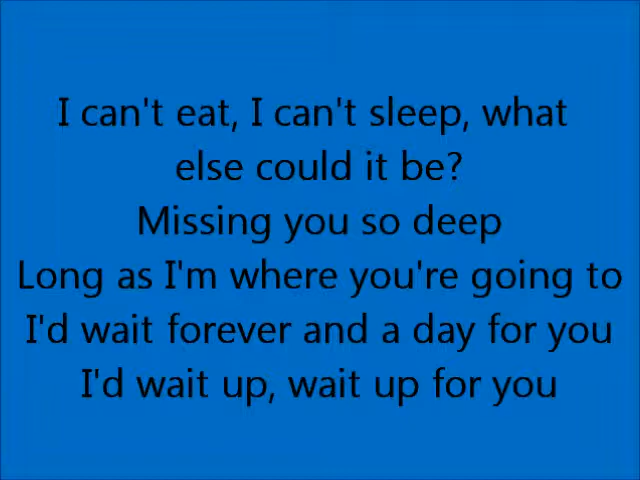 I can't eat, I can't sleep, what
else could it be?
Missing you so deep
Long as I'm where you're going to
I'd wait forever and a day for you
I'd wait up, wait up for you